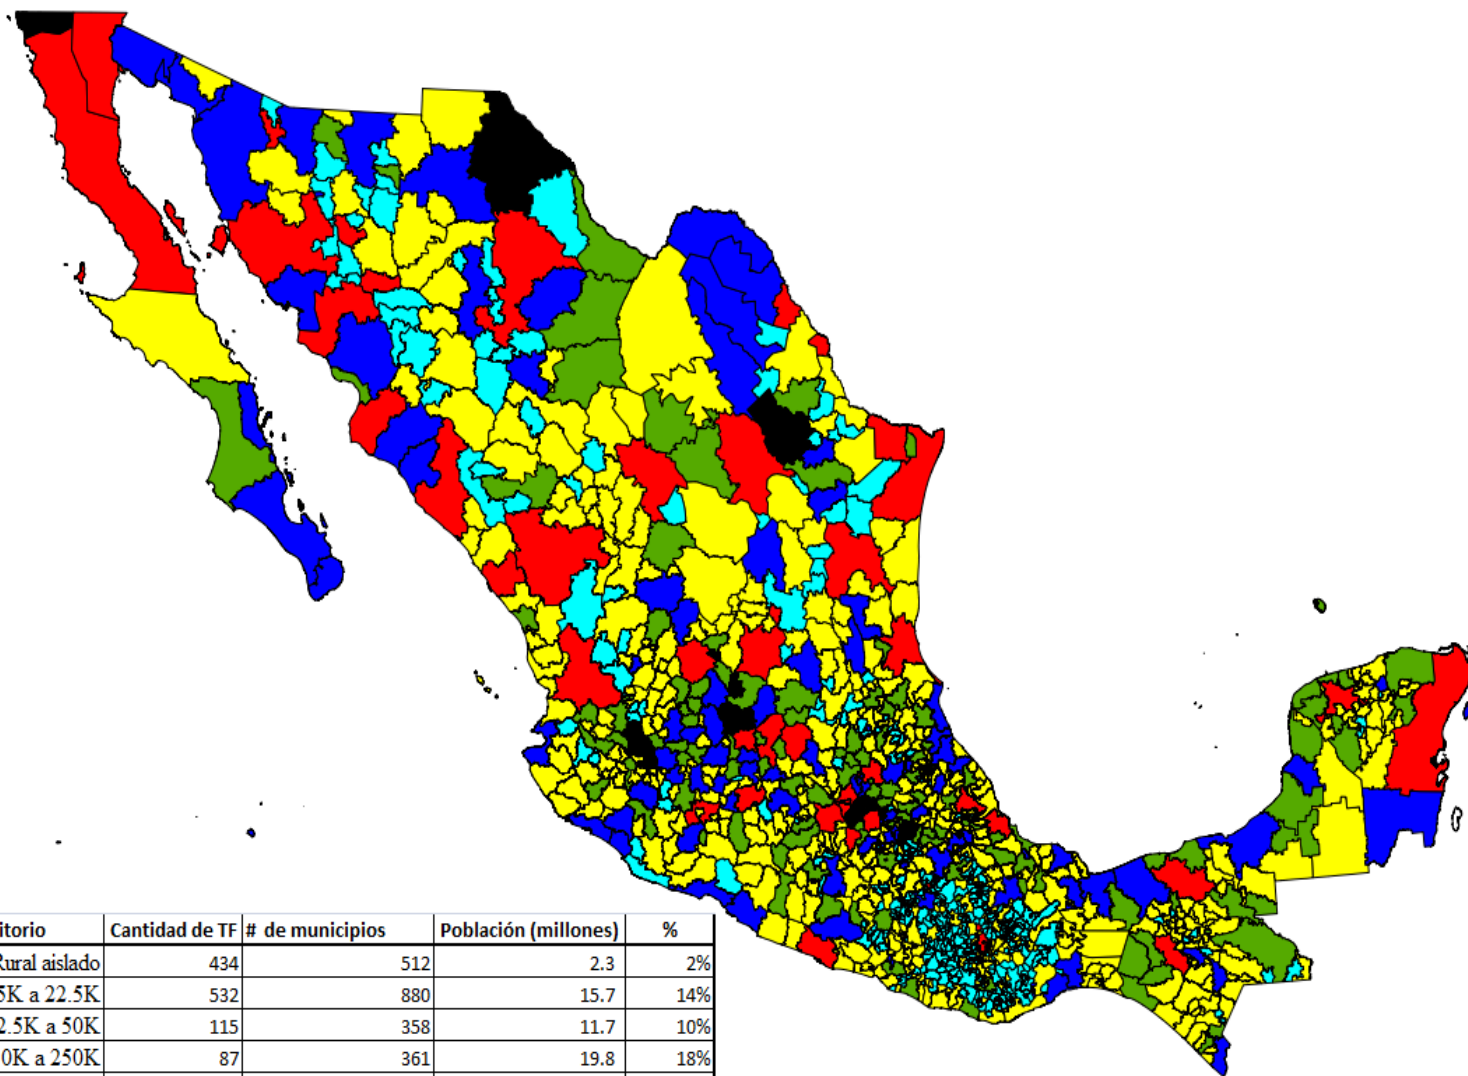 itorio Cantidad de TF # de municipios Población (millones) %
Rural aislado 434 512 2.3 2%
5K a 22.5K 532 880 15.7 14%
2.5K a 50K 115 358 11.7 10%
0K a 250K 87 361 19.8 18%